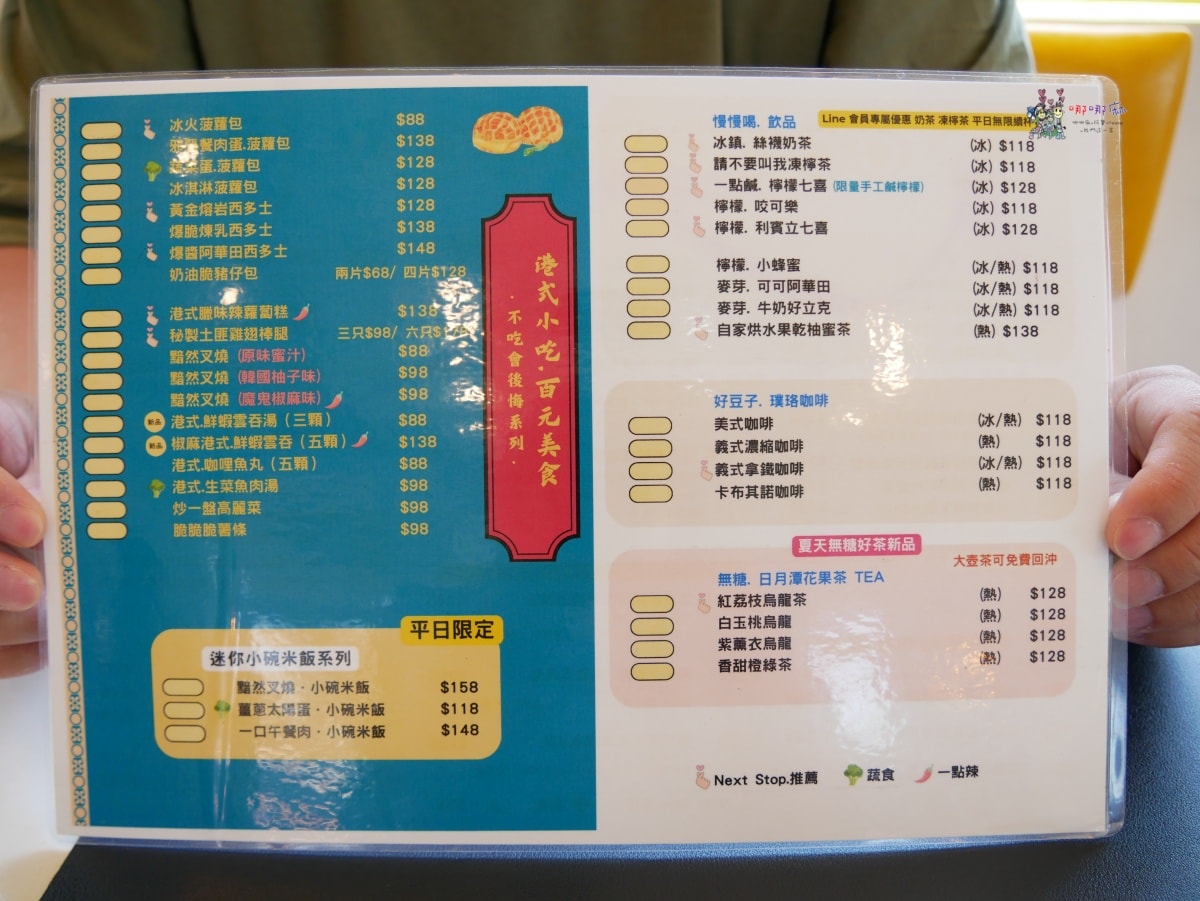 冰火菠蘿包 $88
餐肉蛋.菠蘿包 $138
蛋.菠蘿包 $128
冰淇淋菠蘿包 $128
黃金熔岩西多士 $128
爆脆煉乳西多士 $138
爆醬阿華田西多士 $148
奶油脆豬仔包 兩片$68/ 四片$128
港式臘味辣蘿蔔糕 $138
秘製土匪雞翅棒腿 三只$98/ 六只
黯然叉燒（原味蜜汁） $88
黯然叉燒（韓國柚子味） $98
黯然叉燒（魔鬼椒麻味） $98
新品 港式.鮮蝦雲吞湯（三顆） $88
新品 椒麻港式.鮮蝦雲吞（五顆） $138
港式.咖哩魚丸（五顆） $88
港式.生菜魚肉湯 $98
炒一盤高麗菜 $98
脆脆脆薯條 $98
港式小吃·百元美食
·不吃會後悔系列·
平日限定
迷你小碗米飯系列
黯然叉燒·小碗米飯 $158
薑蔥太陽蛋·小碗米飯 $118
一口午餐肉·小碗米飯 $148
慢慢喝. 飲品 Line 會員專屬優惠 奶茶 凍檸茶 平日無限續杯
冰鎮. 絲襪奶茶 (冰) $118
請不要叫我凍檸茶 (冰) $118
一點鹹. 檸檬七喜 (限量手工鹹檸檬) (冰) $128
檸檬. 咬可樂 (冰) $118
檸檬. 利賓立七喜 (冰) $128
檸檬. 小蜂蜜 (冰/熱) $118
麥芽. 可可阿華田 (冰/熱) $118
麥芽. 牛奶好立克 (冰/熱) $118
自家烘水果乾柚蜜茶 (熱) $138
好豆子. 璞珞咖啡
美式咖啡 (冰/熱) $118
義式濃縮咖啡 (熱) $118
義式拿鐵咖啡 (冰/熱) $118
卡布其諾咖啡 (熱) $118
夏天無糖好茶新品
大壺茶可免費回沖
無糖. 日月潭花果茶 TEA
紅荔枝烏龍茶 (熱) $128
白玉桃烏龍 (熱) $128
紫薰衣烏龍 (熱) $128
香甜橙綠茶 (熱) $128
Next Stop.推薦 蔬食 一點辣
哪哪麻